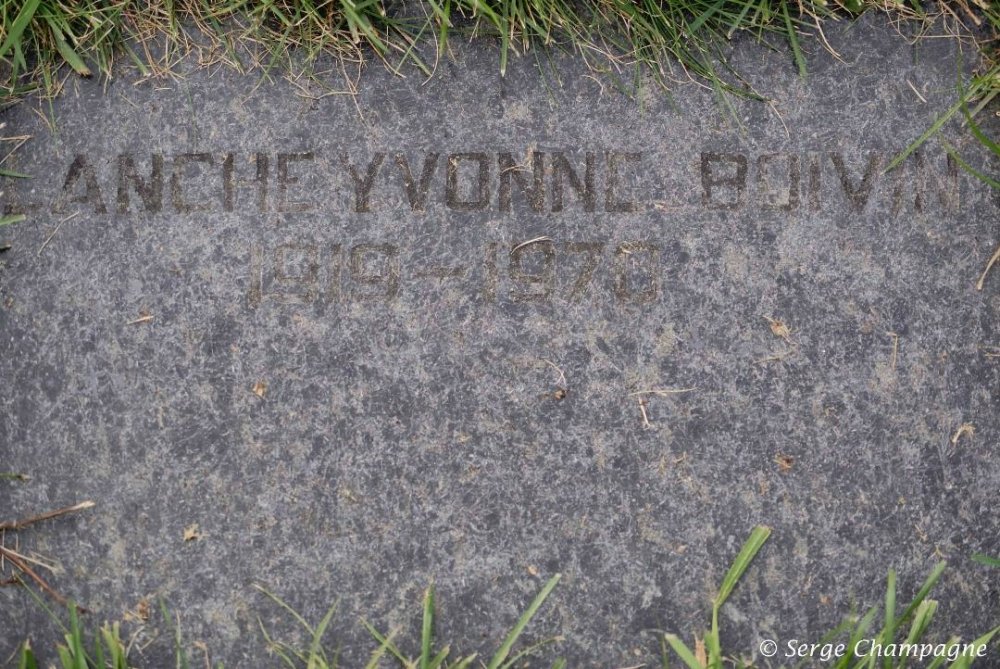 LANCHE YVONNE BOIVIN
1919-1970
© Serge Champagne